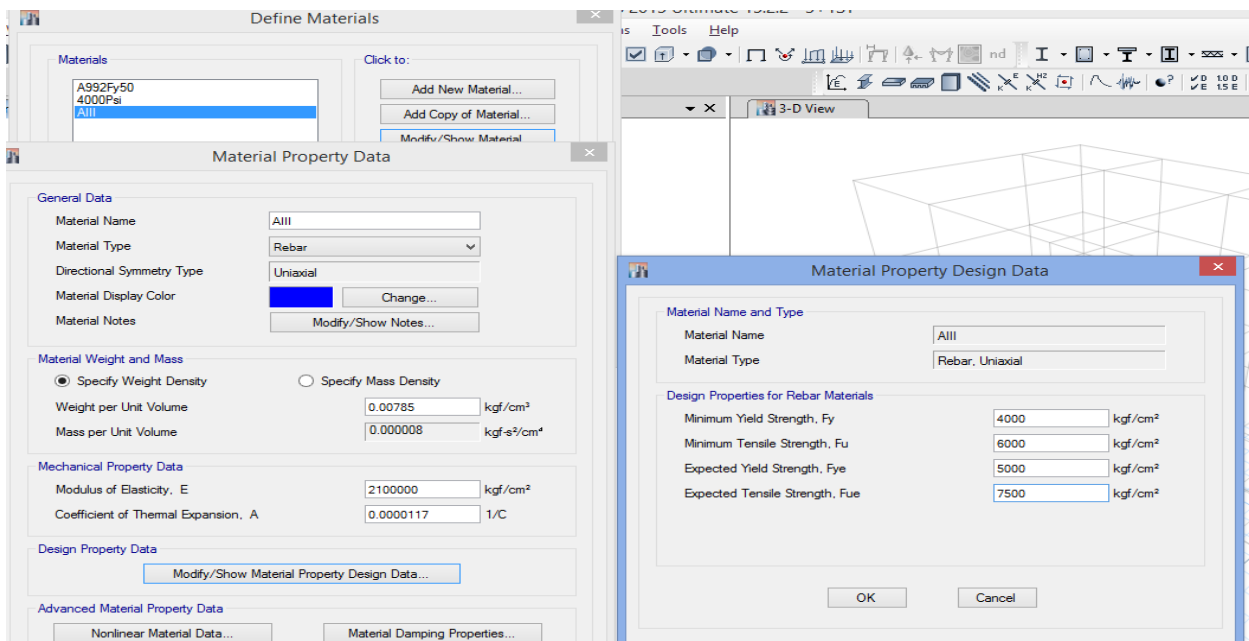 Define Materials
Materials
A992Fy50
4000Psi
AIII
Click to:
Add New Material...
Add Copy of Material...
Modify/Show Material
Tools Help
nd
3-D View
Material Property Data
General Data
Material Name AIII
Material Type Rebar
Directional Symmetry Type Uniaxial
Material Display Color Change...
Material Notes Modify/Show Notes...
Material Weight and Mass
Specify Weight Density Specify Mass Density
Weight per Unit Volume 0.00785 kgf/cm³
Mass per Unit Volume 0.000008 kgf-s²/cm⁴
Mechanical Property Data
Modulus of Elasticity, E 2100000 kgf/cm²
Coefficient of Thermal Expansion, A 0.0000117 1/C
Design Property Data
Modify/Show Material Property Design Data...
Advanced Material Property Data
Nonlinear Material Data... Material Damping Properties...
Material Property Design Data
Material Name and Type
Material Name AIII
Material Type Rebar, Uniaxial
Design Properties for Rebar Materials
Minimum Yield Strength, Fy 4000 kgf/cm²
Minimum Tensile Strength, Fu 6000 kgf/cm²
Expected Yield Strength, Fye 5000 kgf/cm²
Expected Tensile Strength, Fue 7500 kgf/cm²
OK Cancel